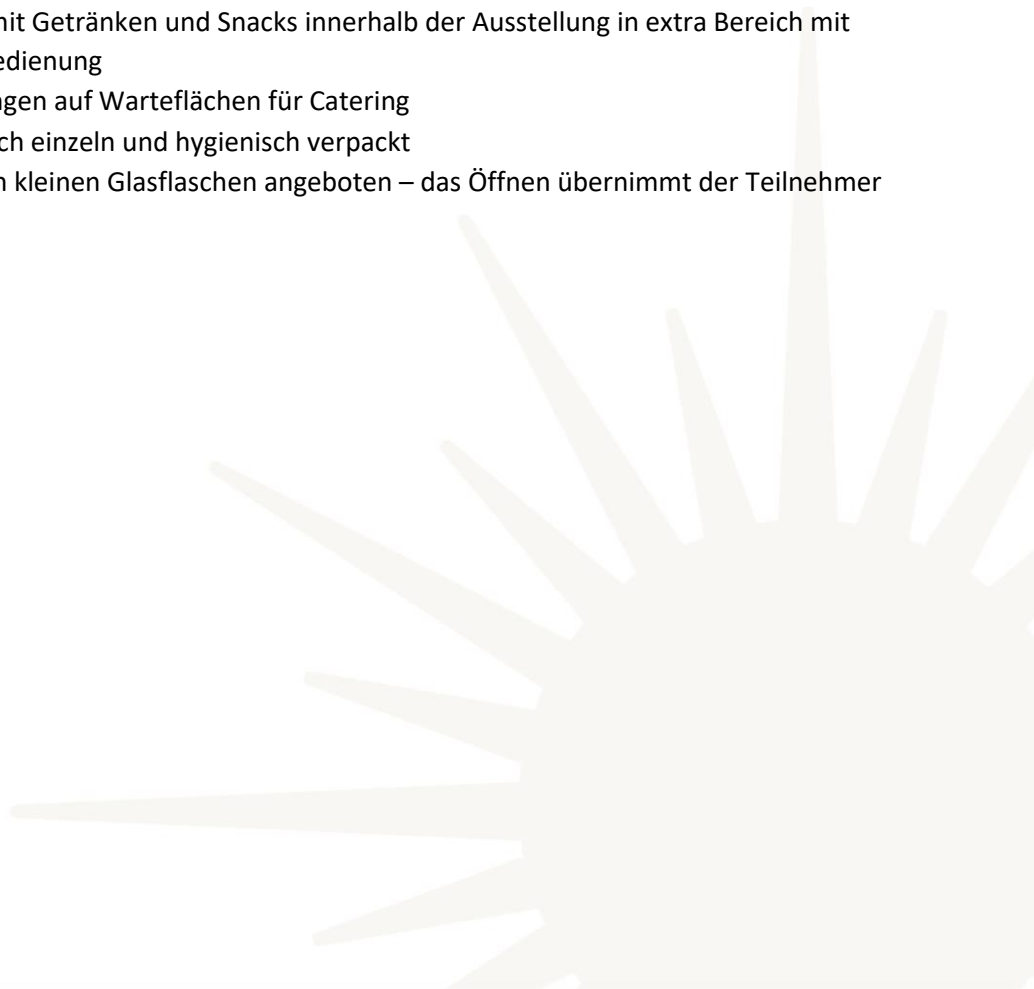 mit Getränken und Snacks innerhalb der Ausstellung in extra Bereich mit
edienung
ngen auf Warteflächen für Catering
ch einzeln und hygienisch verpackt
n kleinen Glasflaschen angeboten – das Öffnen übernimmt der Teilnehmer